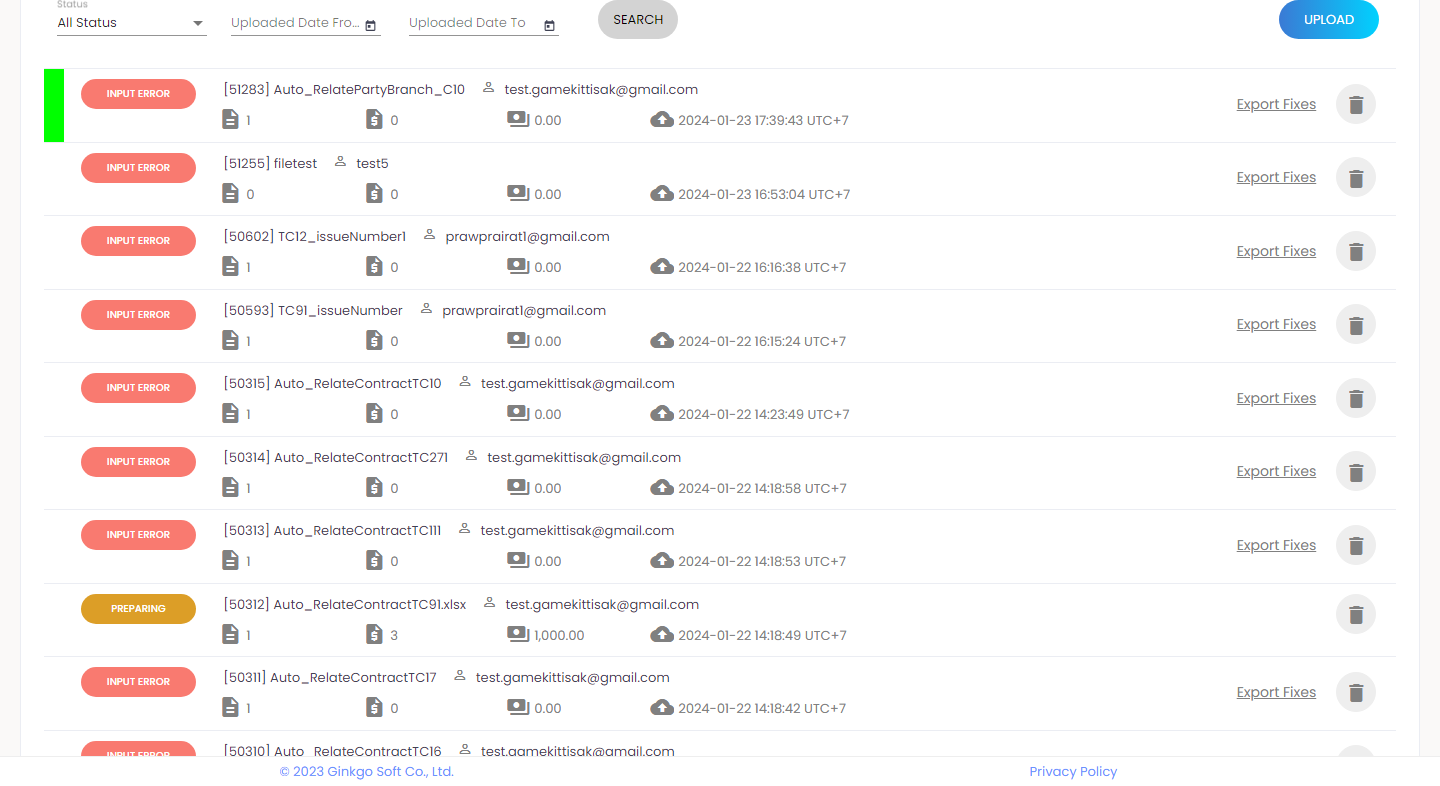 Status
All Status
Uploaded Date Fro...
Uploaded Date To
SEARCH
UPLOAD
INPUT ERROR
[51283] Auto_RelatePartyBranch_C10 test.gamekittisak@gmail.com
1 0 0.00 2024-01-23 17:39:43 UTC+7
Export Fixes
INPUT ERROR
[51255] filetest test5
0 0 0.00 2024-01-23 16:53:04 UTC+7
Export Fixes
INPUT ERROR
[50602] TC12_issueNumber1 prawprairat1@gmail.com
1 0 0.00 2024-01-22 16:16:38 UTC+7
Export Fixes
INPUT ERROR
[50593] TC91_issueNumber prawprairat1@gmail.com
1 0 0.00 2024-01-22 16:15:24 UTC+7
Export Fixes
INPUT ERROR
[50315] Auto_RelateContractTC10 test.gamekittisak@gmail.com
1 0 0.00 2024-01-22 14:23:49 UTC+7
Export Fixes
INPUT ERROR
[50314] Auto_RelateContractTC271 test.gamekittisak@gmail.com
1 0 0.00 2024-01-22 14:18:58 UTC+7
Export Fixes
INPUT ERROR
[50313] Auto_RelateContractTC111 test.gamekittisak@gmail.com
1 0 0.00 2024-01-22 14:18:53 UTC+7
Export Fixes
PREPARING
[50312] Auto_RelateContractTC91.xlsx test.gamekittisak@gmail.com
1 3 1,000.00 2024-01-22 14:18:49 UTC+7
INPUT ERROR
[50311] Auto_RelateContractTC17 test.gamekittisak@gmail.com
1 0 0.00 2024-01-22 14:18:42 UTC+7
Export Fixes
INPUT ERROR
[50310] Auto_RelateContractTC16 test.gamekittisak@gmail.com
© 2023 Ginkgo Soft Co., Ltd.
Privacy Policy